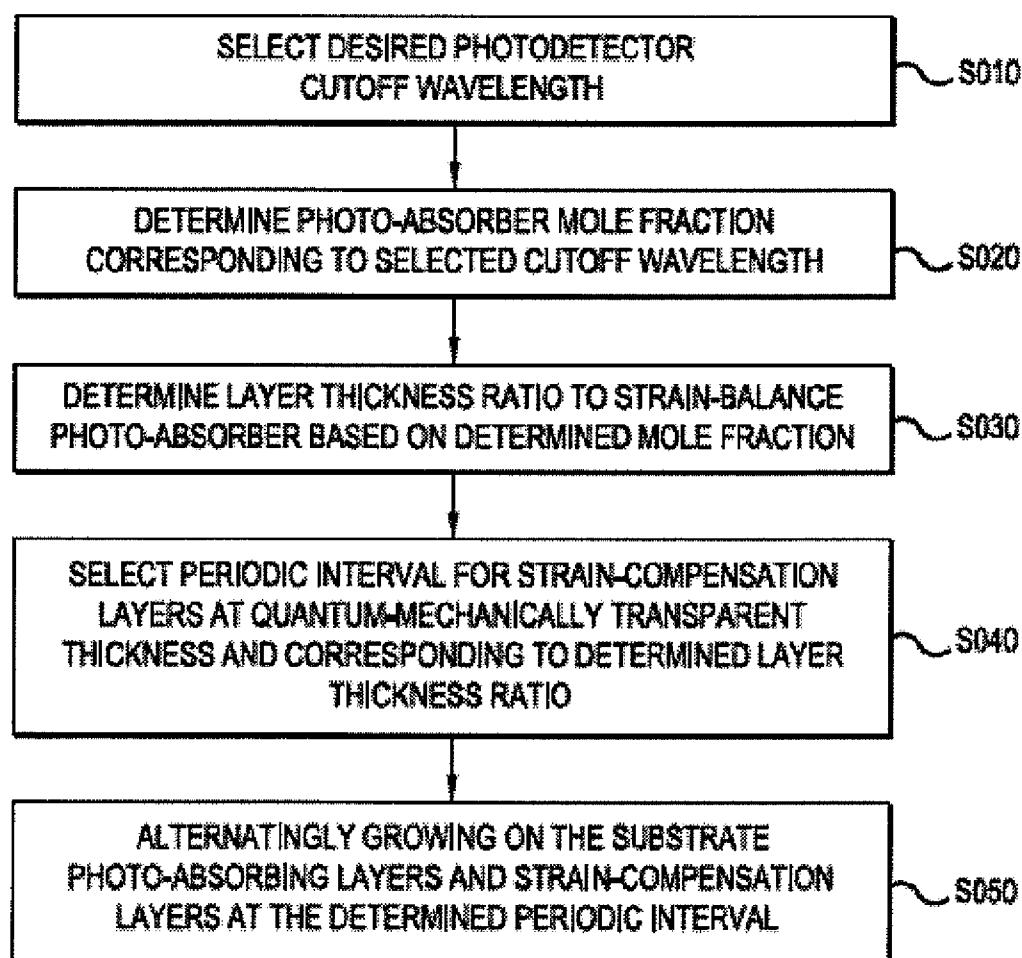 SELECT DESIRED PHOTODETECTOR
CUTOFF WAVELENGTH
S010
DETERMINE PHOTO-ABSORBER MOLE FRACTION
CORRESPONDING TO SELECTED CUTOFF WAVELENGTH
S020
DETERMINE LAYER THICKNESS RATIO TO STRAIN-BALANCE
PHOTO-ABSORBER BASED ON DETERMINED MOLE FRACTION
S030
SELECT PERIODIC INTERVAL FOR STRAIN-COMPENSATION
LAYERS AT QUANTUM-MECHANICALLY TRANSPARENT
THICKNESS AND CORRESPONDING TO DETERMINED LAYER
THICKNESS RATIO
S040
ALTERNATINGLY GROWING ON THE SUBSTRATE
PHOTO-ABSORBING LAYERS AND STRAIN-COMPENSATION
LAYERS AT THE DETERMINED PERIODIC INTERVAL
S050